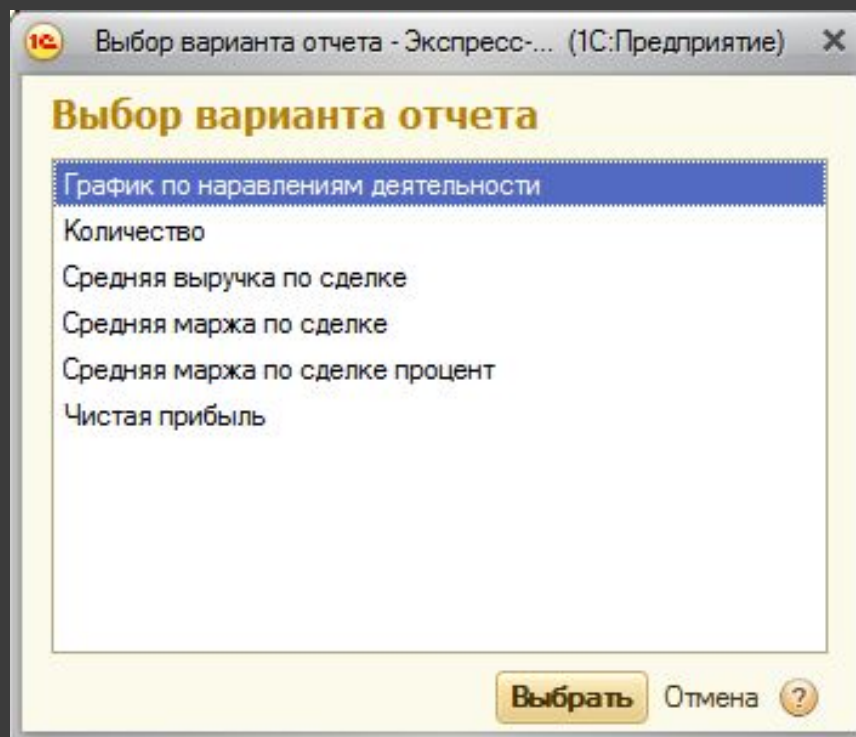 1С Выбор варианта отчета - Экспресс-... (1С:Предприятие)
Выбор варианта отчета
График по наравлениям деятельности
Количество
Средняя выручка по сделке
Средняя маржа по сделке
Средняя маржа по сделке процент
Чистая прибыль
Выбрать Отмена ?